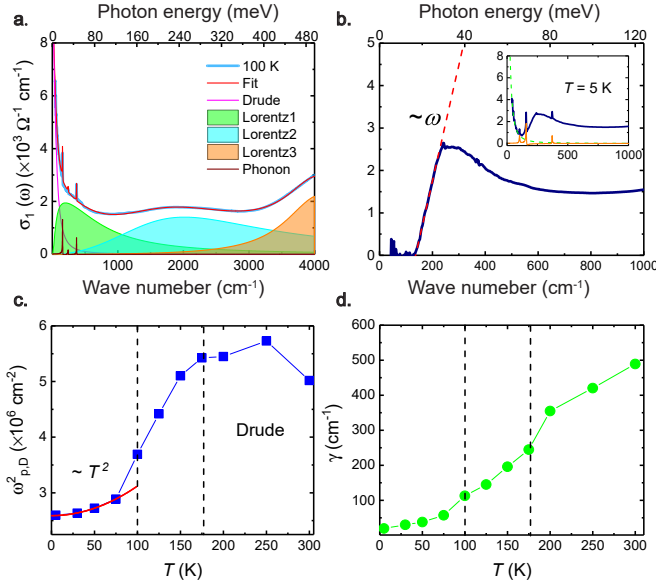 Photon energy (meV)
Photon energy (meV)
a.
0 160 320 480
b.
0 40 80 120
8
6
4
2
0
σ₁ (ω) (×10³ Ω⁻¹ cm⁻¹)
100 K
Fit
Drude
Lorentz1
Lorentz2
Lorentz3
Phonon
1000 2000 3000 4000
Wave numeber (cm⁻¹)
5
4
3
2
1
0
~ω
8
6
4
2
0
T = 5 K
0 500 1000
0 200 400 600 800 1000
Wave numeber (cm⁻¹)
c.
6
5
4
3
2
ω²p,D (×10⁶ cm⁻²)
~ T²
Drude
0 50 100 150 200 250 300
T (K)
d.
600
500
400
300
200
100
0
γ (cm⁻¹)
0 50 100 150 200 250 300
T (K)